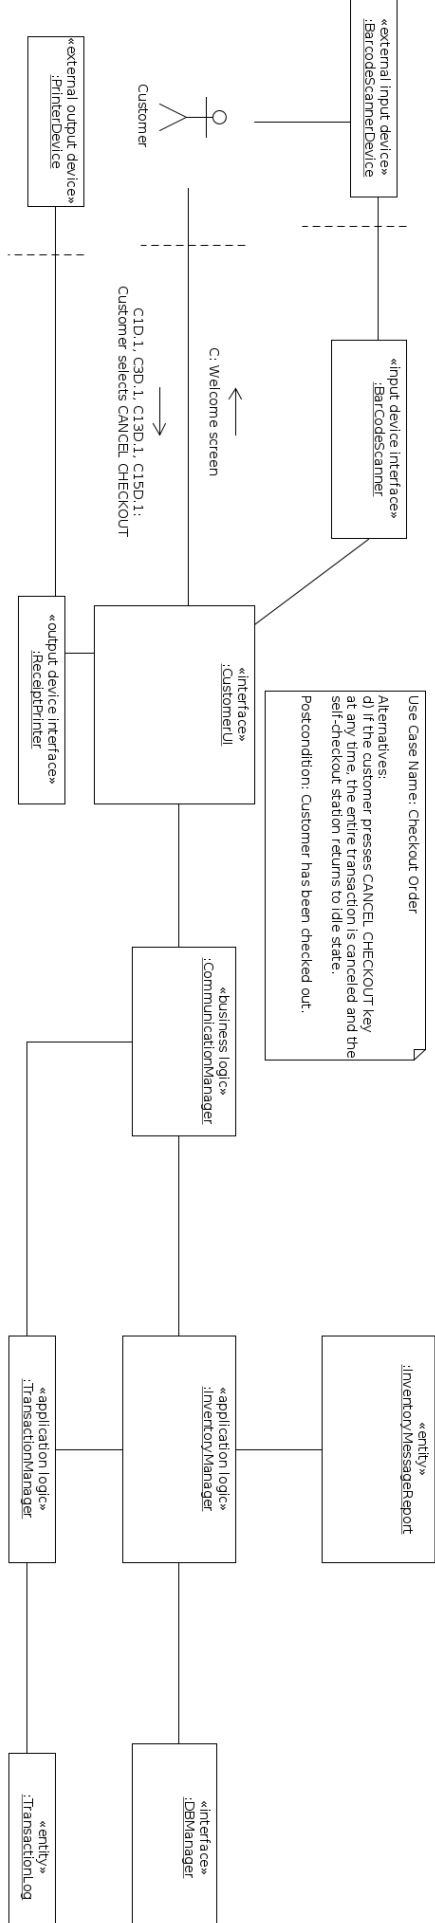 «external input device»
:BarcodeScannerDevice
«external output device»
:PrinterDevice
Customer
C: Welcome screen
C1D.1, C3D.1, C13D.1, C15D.1:
Customer selects CANCEL CHECKOUT
«input device interface»
:BarCodeScanner
«output device interface»
:ReceiptPrinter
«interface»
:CustomerUI
Use Case Name: Checkout Order
Alternatives:
d) If the customer presses CANCEL CHECKOUT key
at any time, the entire transaction is canceled and the
self-checkout station returns to idle state.
Postcondition: Customer has been checked out.
«business logic»
:CommunicationManager
«entity»
:InventoryMessageReport
«application logic»
:InventoryManager
«application logic»
:TransactionManager
«interface»
:DBManager
«entity»
:TransactionLog